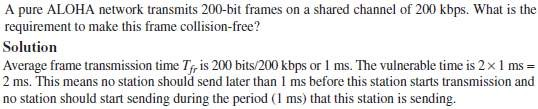 A pure ALOHA network transmits 200-bit frames on a shared channel of 200 kbps. What is the
requirement to make this frame collision-free?
Solution
Average frame transmission time Tfr is 200 bits/200 kbps or 1 ms. The vulnerable time is 2 × 1 ms =
2 ms. This means no station should send later than 1 ms before this station starts transmission and
no station should start sending during the period (1 ms) that this station is sending.